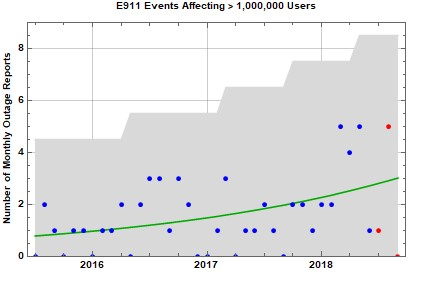 E911 Events Affecting > 1,000,000 Users
Number of Monthly Outage Reports
8
6
4
2
0
2016 2017 2018